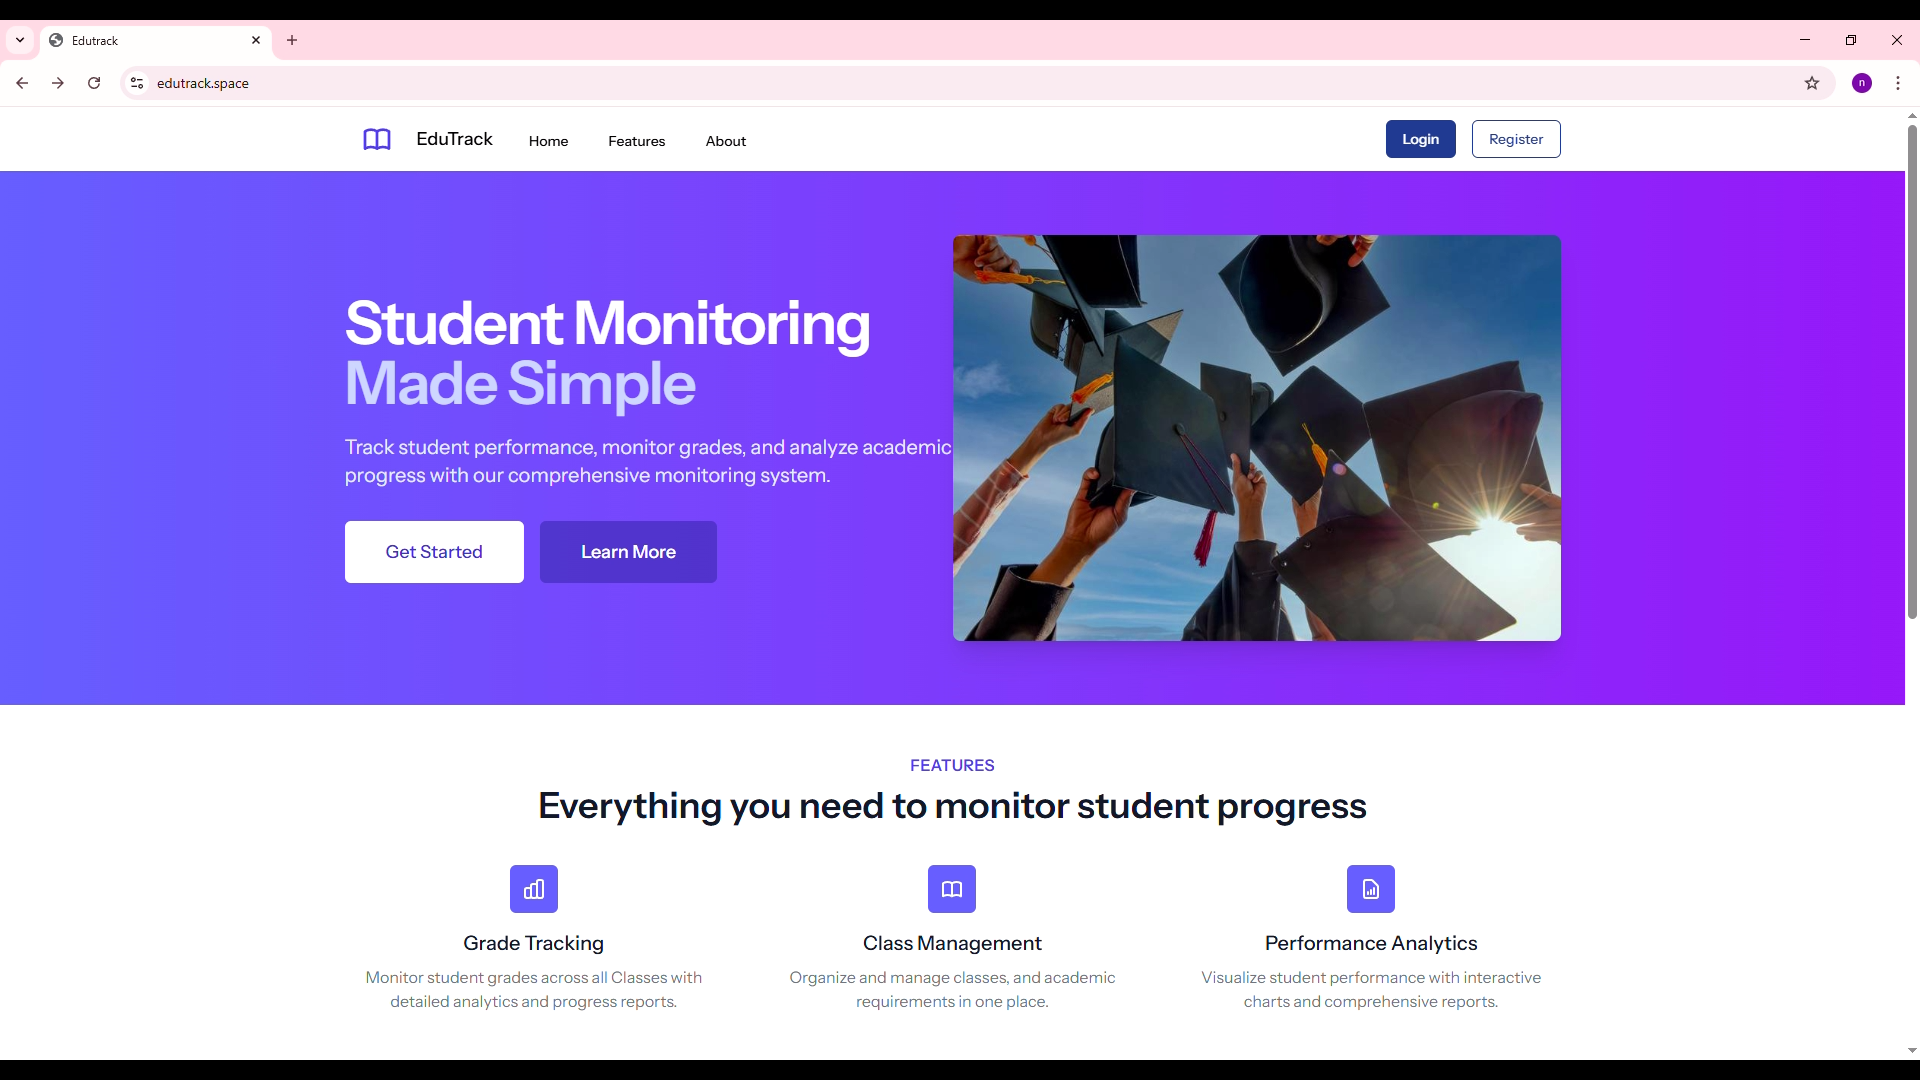 Edutrack
edutrack.space
n
EduTrack
Home
Features
About
Login
Register
Student Monitoring
Made Simple
Track student performance, monitor grades, and analyze academic
progress with our comprehensive monitoring system.
Get Started
Learn More
FEATURES
Everything you need to monitor student progress
Grade Tracking
Monitor student grades across all Classes with
detailed analytics and progress reports.
Class Management
Organize and manage classes, and academic
requirements in one place.
Performance Analytics
Visualize student performance with interactive
charts and comprehensive reports.